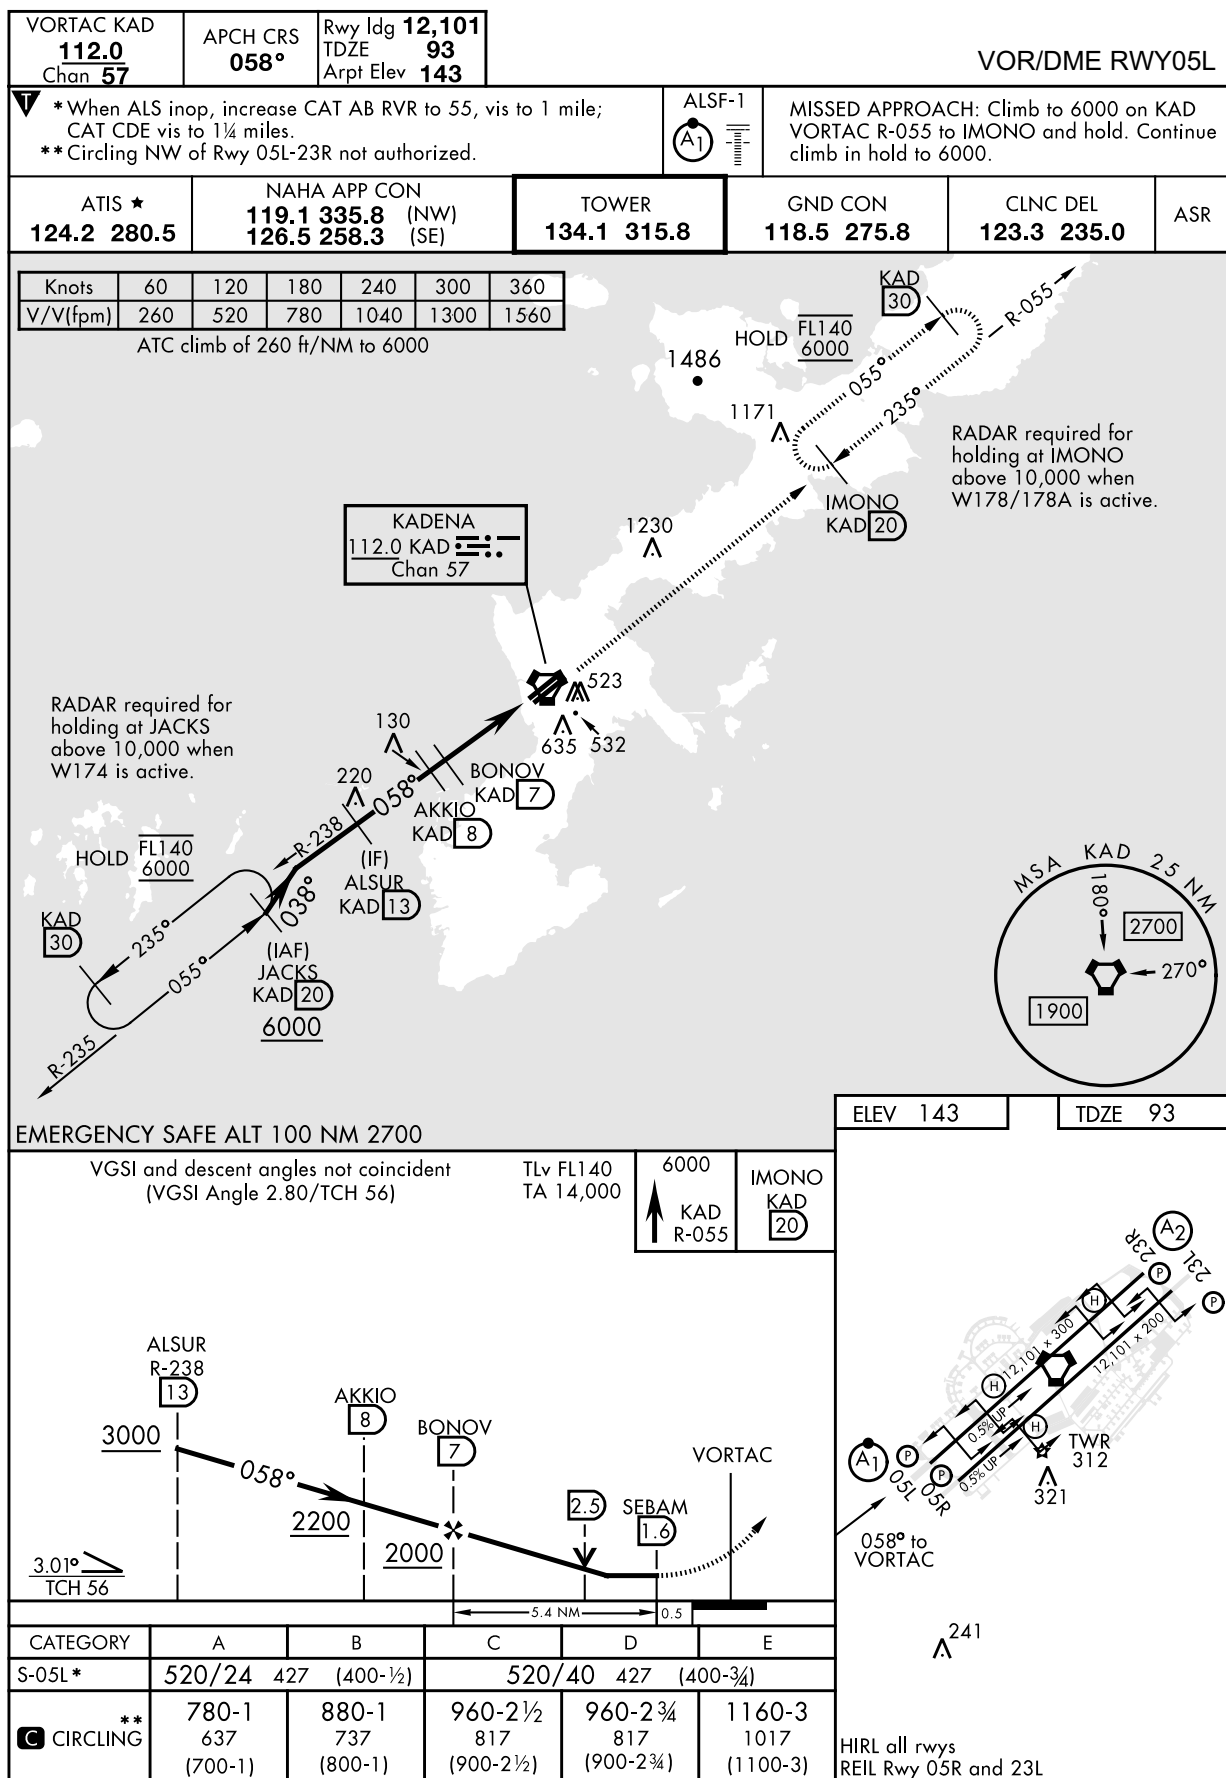 VORTAC KAD
112.0
Chan 57
APCH CRS
058°
Rwy ldg 12,101
TDZE 93
Arpt Elev 143
VOR/DME RWY05L
T
* When ALS inop, increase CAT AB RVR to 55, vis to 1 mile;
CAT CDE vis to 1¼ miles.
** Circling NW of Rwy 05L-23R not authorized.
ALSF-1
A1
MISSED APPROACH: Climb to 6000 on KAD
VORTAC R-055 to IMONO and hold. Continue
climb in hold to 6000.
ATIS ★
124.2 280.5
NAHA APP CON
119.1 335.8 (NW)
126.5 258.3 (SE)
TOWER
134.1 315.8
GND CON
118.5 275.8
CLNC DEL
123.3 235.0
ASR
Knots 60 120 180 240 300 360
V/V(fpm) 260 520 780 1040 1300 1560
ATC climb of 260 ft/NM to 6000
KAD
30
R-055
HOLD FL140
6000
1486
055°
235°
1171
RADAR required for
holding at IMONO
above 10,000 when
W178/178A is active.
IMONO
KAD 20
1230
KADENA
112.0 KAD
Chan 57
523
635
532
RADAR required for
holding at JACKS
above 10,000 when
W174 is active.
130
220
058°
BONOV
KAD 7
AKKIO
KAD 8
R-238
(IF)
ALSUR
KAD 13
HOLD FL140
6000
038°
KAD
30
235°
055°
(IAF)
JACKS
KAD 20
6000
R-235
MSA KAD 25 NM
180°
2700
270°
1900
EMERGENCY SAFE ALT 100 NM 2700
ELEV 143
TDZE 93
VGSI and descent angles not coincident
(VGSI Angle 2.80/TCH 56)
TLv FL140
TA 14,000
6000
KAD
R-055
IMONO
KAD
20
ALSUR
R-238
13
AKKIO
8
BONOV
7
VORTAC
3000
058°
2200
2000
2.5
SEBAM
1.6
3.01°
TCH 56
5.4 NM
0.5
A2
23R
23L
P
P
H
12,101 x 300
12,101 x 200
H
0.5% UP
H
0.5% UP
A1
P
P
05L
05R
TWR
312
321
058° to
VORTAC
241
HIRL all rwys
REIL Rwy 05R and 23L
CATEGORY A B C D E
S-05L* 520/24 427 (400-½) 520/40 427 (400-¾)
C CIRCLING **
780-1 880-1 960-2½ 960-2¾ 1160-3
637 737 817 817 1017
(700-1) (800-1) (900-2½) (900-2¾) (1100-3)